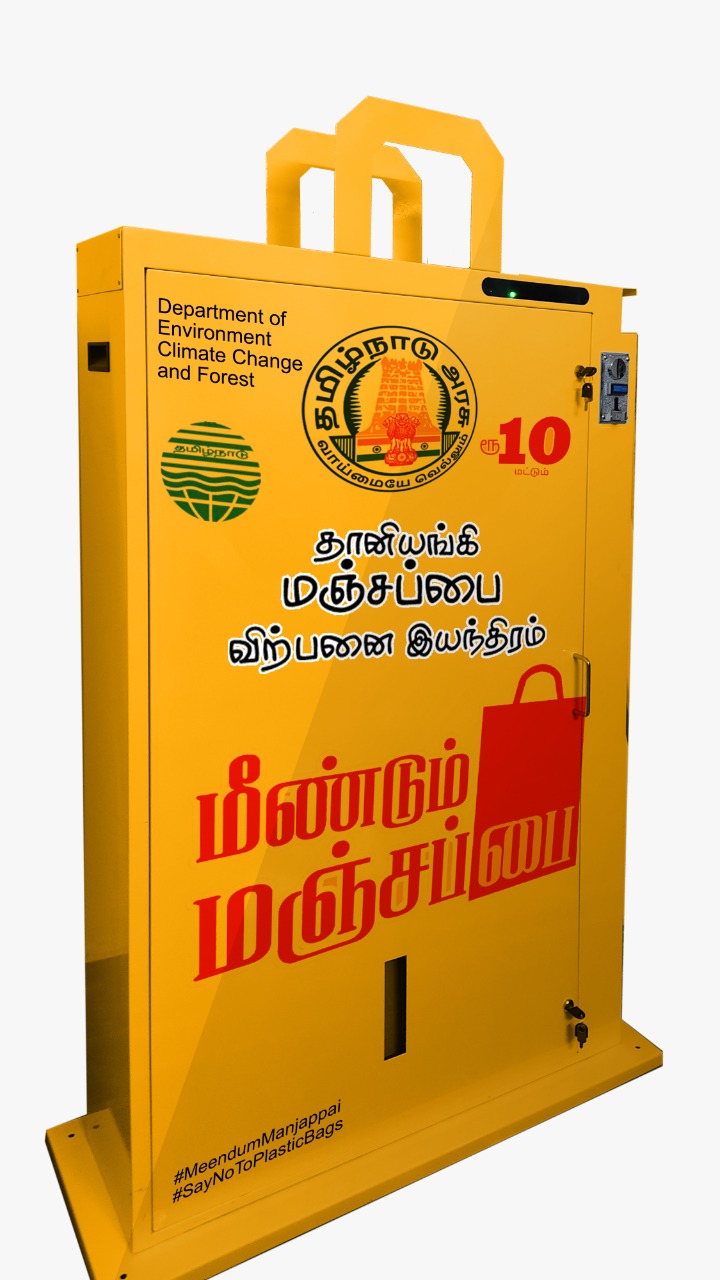 Department of
Environment
Climate Change
and Forest
தமிழ்நாடு அரசு
வாய்மையே வெல்லும்
தமிழ்நாடு
ரூ10
மட்டும்
தானியங்கி
மஞ்சப்பை
விற்பனை இயந்திரம்
மீண்டும்
மஞ்சப்பை
#MeendumManjappai
#SayNoToPlasticBags